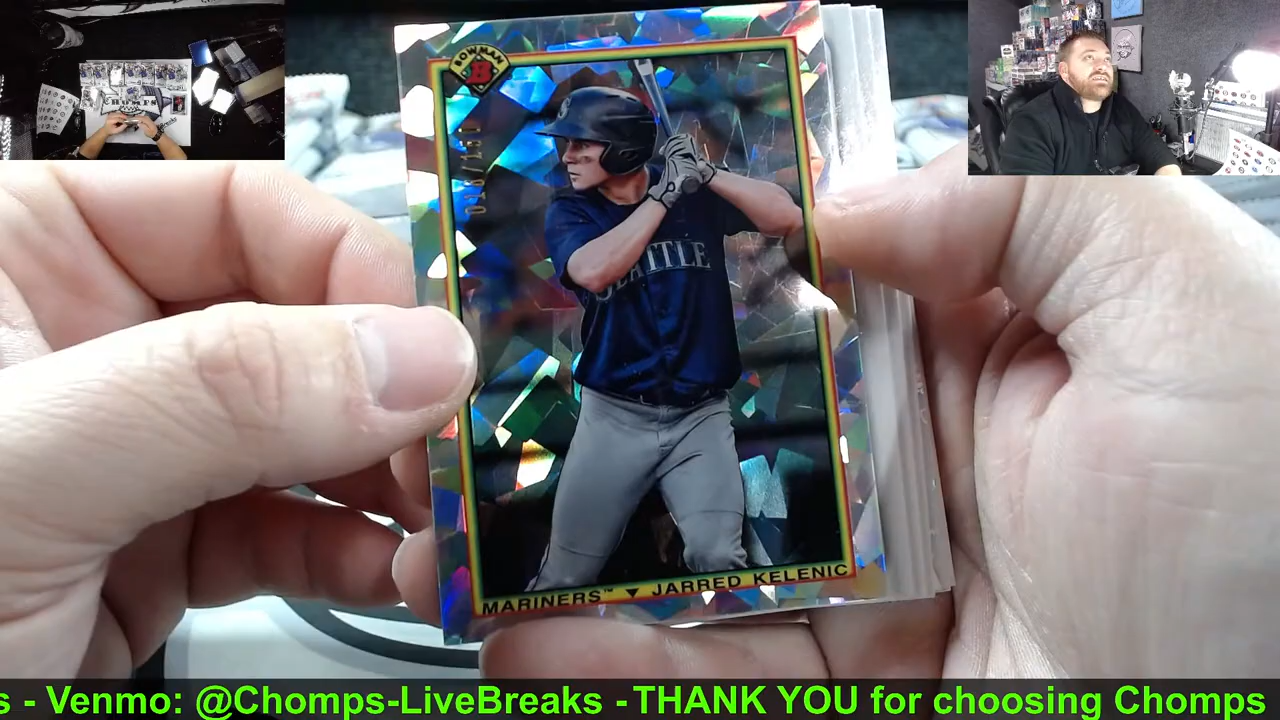 BOWMAN
B
SEATTLE
MARINERS™ ▼ JARRED KELENIC
s - Venmo: @Chomps-LiveBreaks -THANK YOU for choosing Chomps